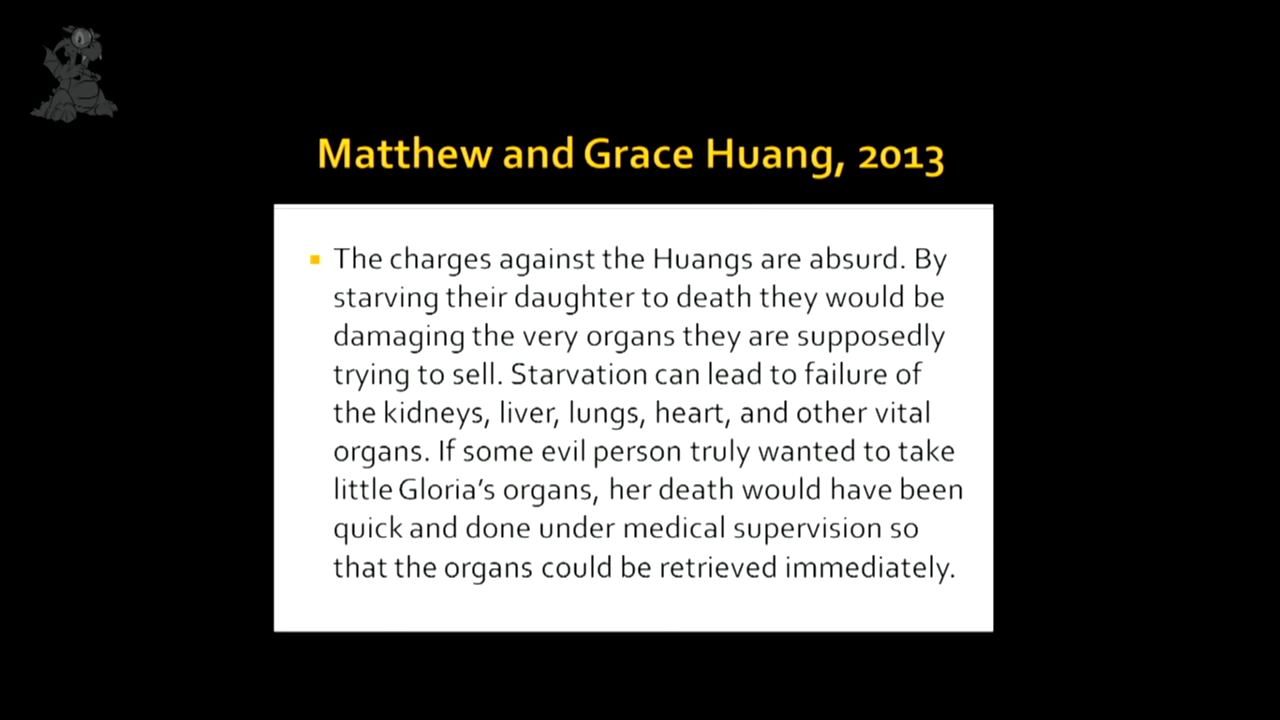 Matthew and Grace Huang, 2013
The charges against the Huangs are absurd. By
starving their daughter to death they would be
damaging the very organs they are supposedly
trying to sell. Starvation can lead to failure of
the kidneys, liver, lungs, heart, and other vital
organs. If some evil person truly wanted to take
little Gloria's organs, her death would have been
quick and done under medical supervision so
that the organs could be retrieved immediately.